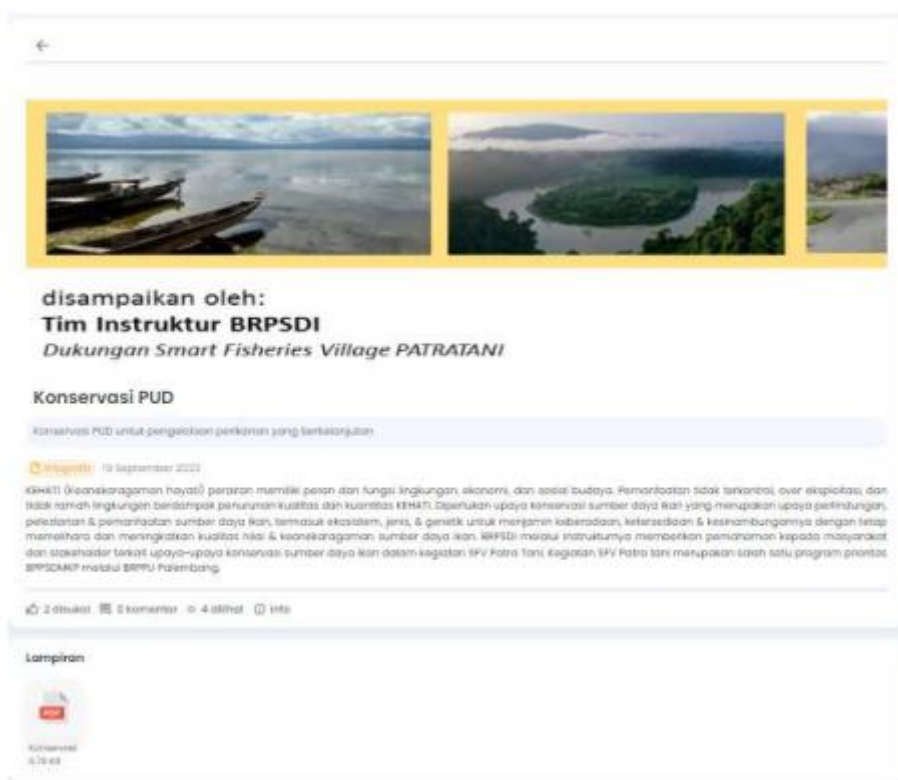 disampaikan oleh:
Tim Instruktur BRPSDI
Dukungan Smart Fisheries Village PATRATANI
Konservasi PUD
Konservasi PUD untuk pengelolaan perikanan yang berkelanjutan
Infografis 19 September 2022
KEHATI (keanekaragaman hayati) perairan memiliki peran dan fungsi lingkungan, ekonomi, dan sosial budaya. Pemanfaatan tidak terkontrol, over eksploitasi, dan
tidak ramah lingkungan berdampak penurunan kualitas dan kuantitas KEHATI. Diperlukan upaya konservasi sumber daya ikan yang merupakan upaya perlindungan,
pelestarian & pemanfaatan sumber daya ikan, termasuk ekosistem, jenis, & genetik untuk menjamin keberadaan, ketersediaan & kesinambungannya dengan tetap
memelihara dan meningkatkan kualitas nilai & keanekaragaman sumber daya ikan. BRPSDI melalui instrukturnya memberikan pemahaman kepada masyarakat
dan stakeholder terkait upaya-upaya konservasi sumber daya ikan dalam kegiatan SFV Patra Tani. Kegiatan SFV Patra tani merupakan salah satu program prioritas
BPPSDMKP melalui BRPPU Palembang.
2 disukai 0 komentar 4 dilihat info
Lampiran
PDF
Konservasi